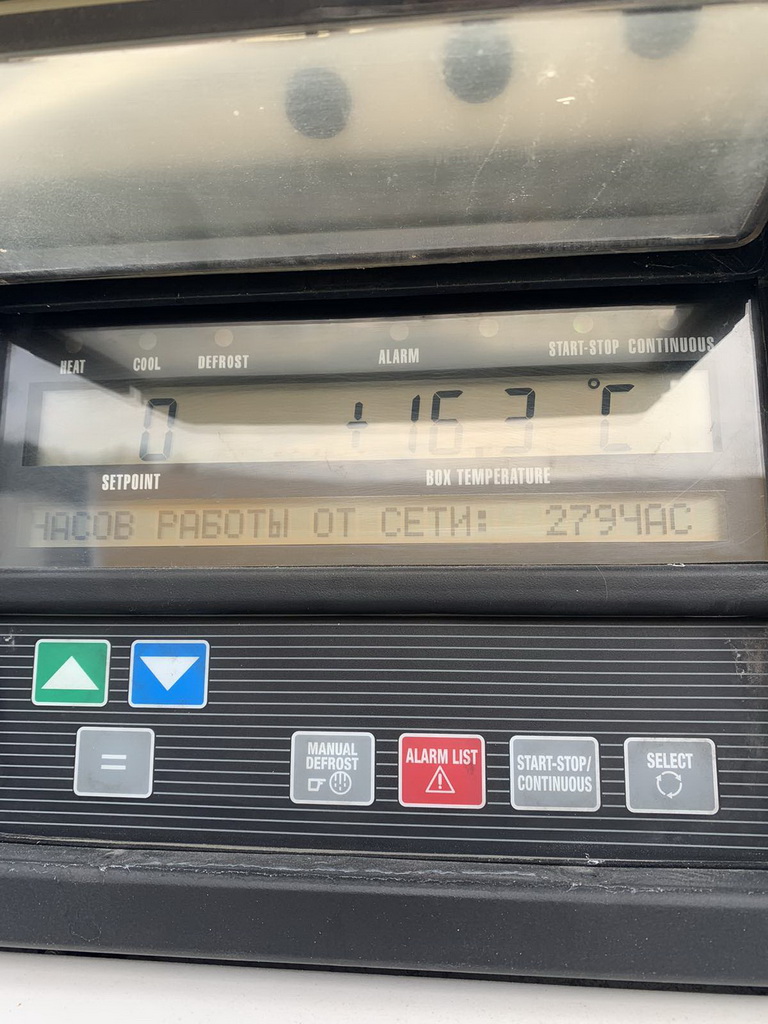 HEAT COOL DEFROST ALARM START-STOP CONTINUOUS
0 +16.3 °C
SETPOINT BOX TEMPERATURE
ЧАСОВ РАБОТЫ ОТ СЕТИ: 279ЧАС
=
MANUAL DEFROST
ALARM LIST
START-STOP/ CONTINUOUS
SELECT